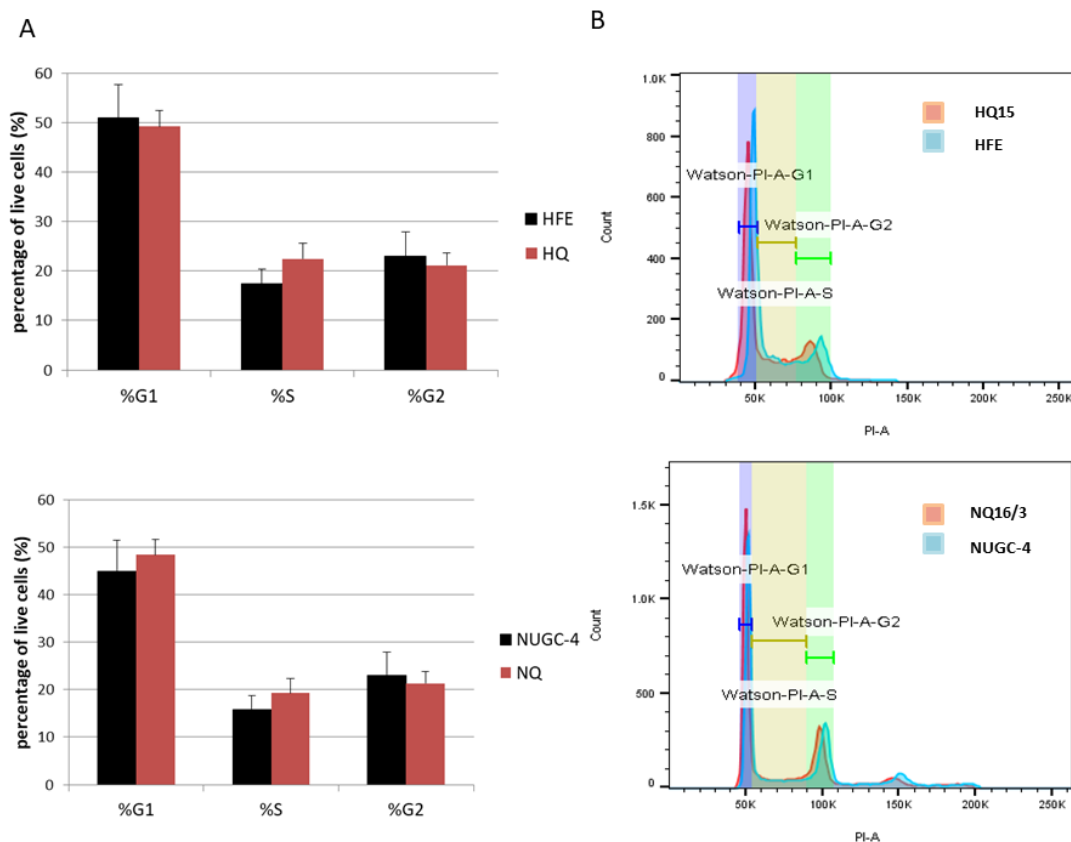 A
60
50
40
30
20
10
0
percentage of live cells (%)
%G1 %S %G2
HFE
HQ
60
50
40
30
20
10
0
percentage of live cells (%)
%G1 %S %G2
NUGC-4
NQ
B
1.0K
800
600
400
200
0
Count
HQ15
HFE
Watson-PI-A-G1
Watson-PI-A-G2
Watson-PI-A-S
0 50K 100K 150K 200K 250K
PI-A
1.5K
1.0K
500
0
Count
NQ16/3
NUGC-4
Watson-PI-A-G1
Watson-PI-A-G2
Watson-PI-A-S
0 50K 100K 150K 200K 250K
PI-A